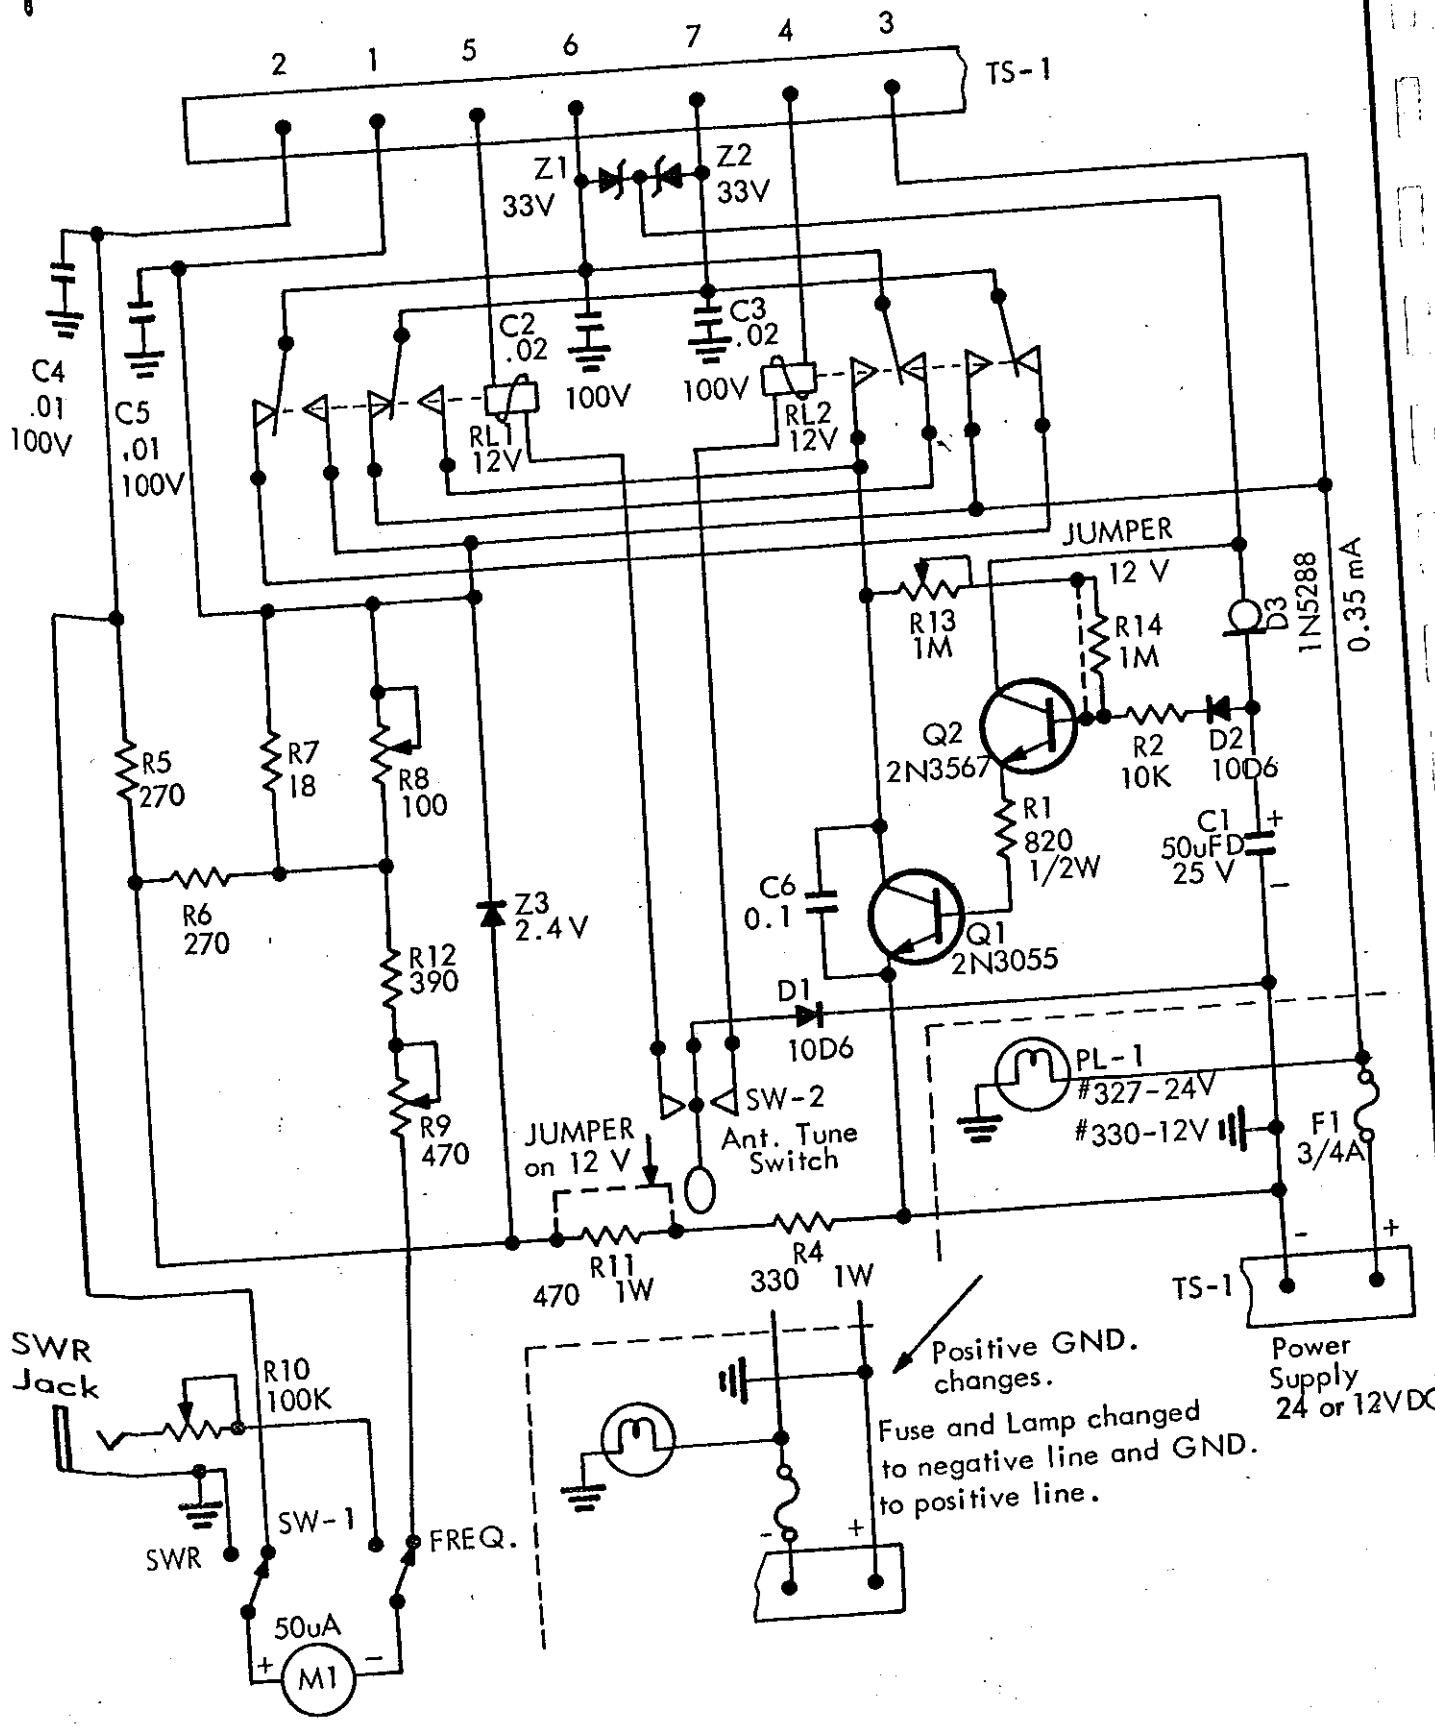 2 1 5 6 7 4 3
TS-1
Z1
33V
Z2
33V
C4
.01
100V
C5
.01
100V
C2
.02
100V
C3
.02
100V
RL1
12V
RL2
12V
JUMPER
12 V
R13
1M
R14
1M
D3
1N5288
0.35 mA
Q2
2N3567
R2
10K
D2
10D6
R5
270
R7
18
R8
100
R1
820
1/2W
C1
+
50uFD
25 V
-
R6
270
Z3
2.4 V
C6
0.1
Q1
2N3055
R12
390
D1
10D6
PL-1
#327-24V
#330-12V
F1
3/4A
R9
470
SW-2
Ant. Tune
Switch
JUMPER
on 12 V
R11
470 1W
R4
330 1W
- +
TS-1
Power
Supply
24 or 12VDC
Positive GND.
changes.
Fuse and Lamp changed
to negative line and GND.
to positive line.
- +
SWR
Jack
R10
100K
SW-1
SWR
FREQ.
50uA
+ -
M1